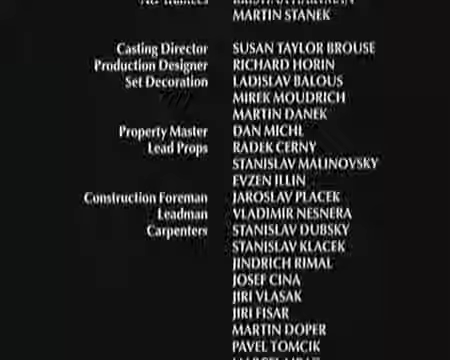 MARTIN STANEK
Casting Director SUSAN TAYLOR BROUSE
Production Designer RICHARD HORIN
Set Decoration LADISLAV BALOUS
MIREK MOUDRICH
MARTIN DANEK
Property Master DAN MICHL
Lead Props RADEK CERNY
STANISLAV MALINOVSKY
EVZEN ILLIN
Construction Foreman JAROSLAV PLACEK
Leadman VLADIMIR NESNERA
Carpenters STANISLAV DUBSKY
STANISLAV KLACEK
JINDRICH RIMAL
JOSEF CINA
JIRI VLASAK
JIRI FISAR
MARTIN DOPER
PAVEL TOMCIK